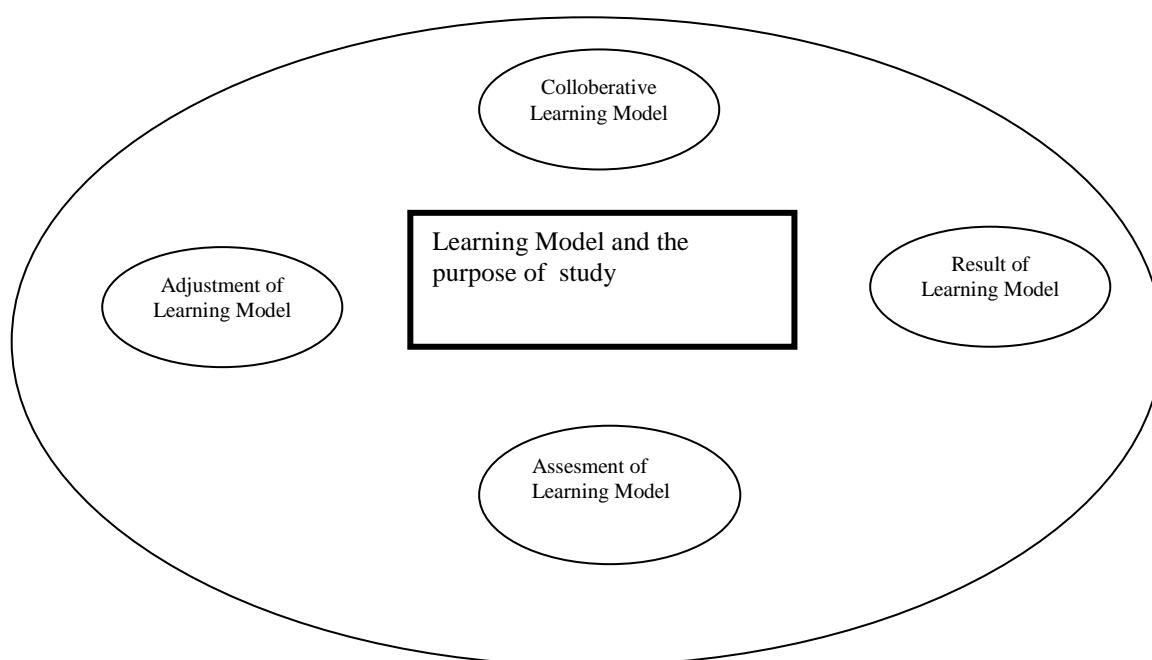 Colloberative
Learning Model
Learning Model and the
purpose of  study
Adjustment of
Learning Model
Result of
Learning Model
Assesment of
Learning Model